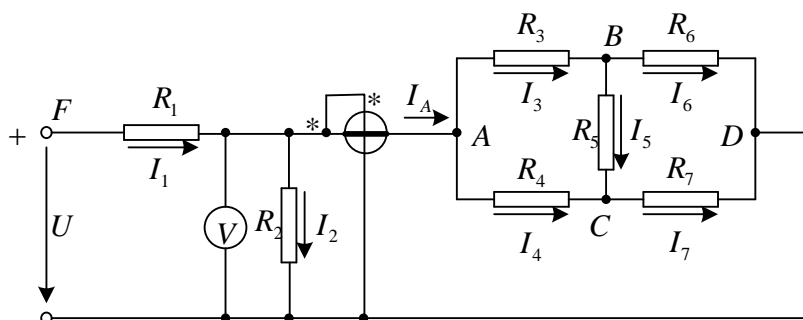 R3 B R6
I3 I6
F R1 * * IA
+ A R5 I5 D
I1 R4 R7
U V R2 I2
I4 C I7